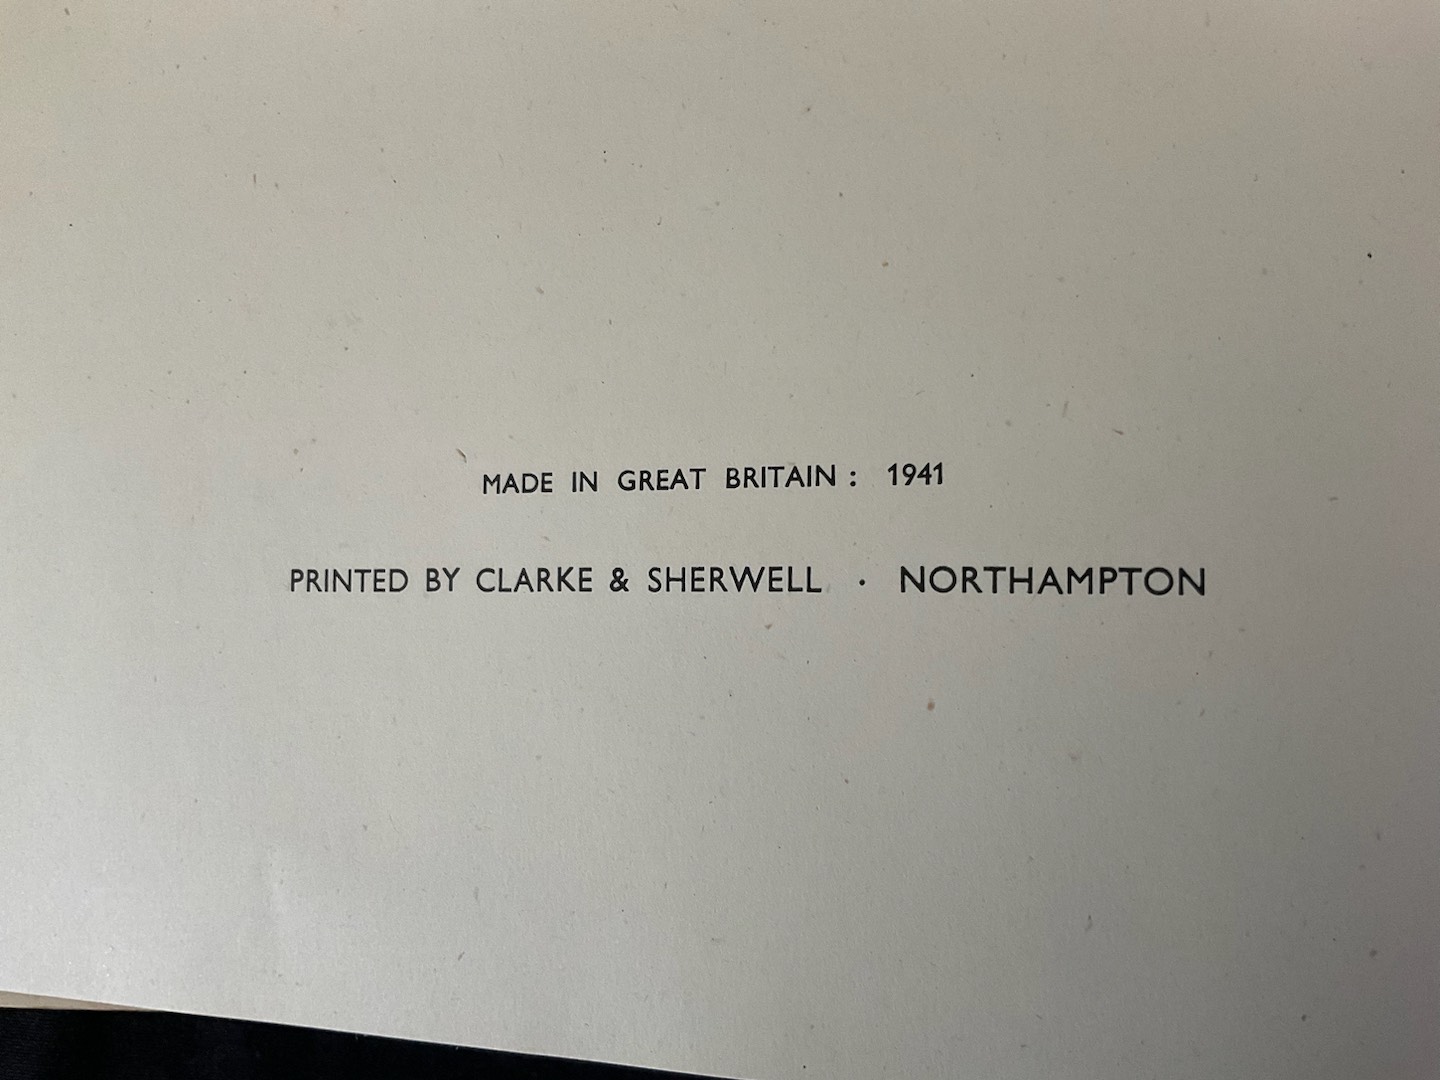 MADE IN GREAT BRITAIN : 1941
PRINTED BY CLARKE & SHERWELL · NORTHAMPTON